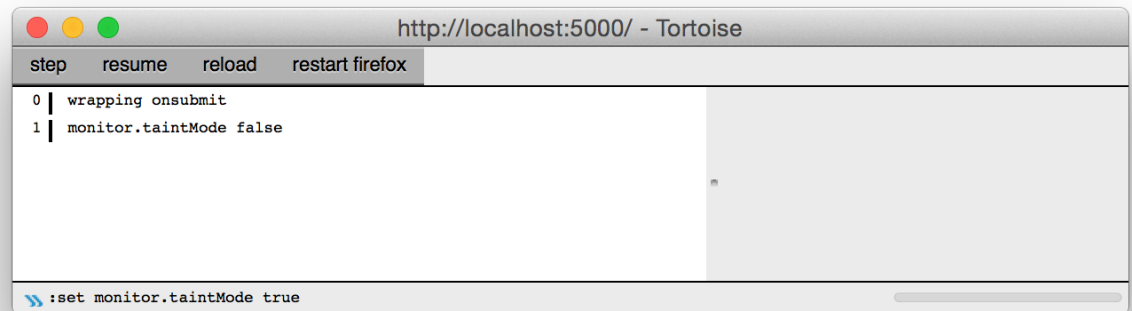 http://localhost:5000/ - Tortoise
step resume reload restart firefox
0 wrapping onsubmit
1 monitor.taintMode false
:set monitor.taintMode true